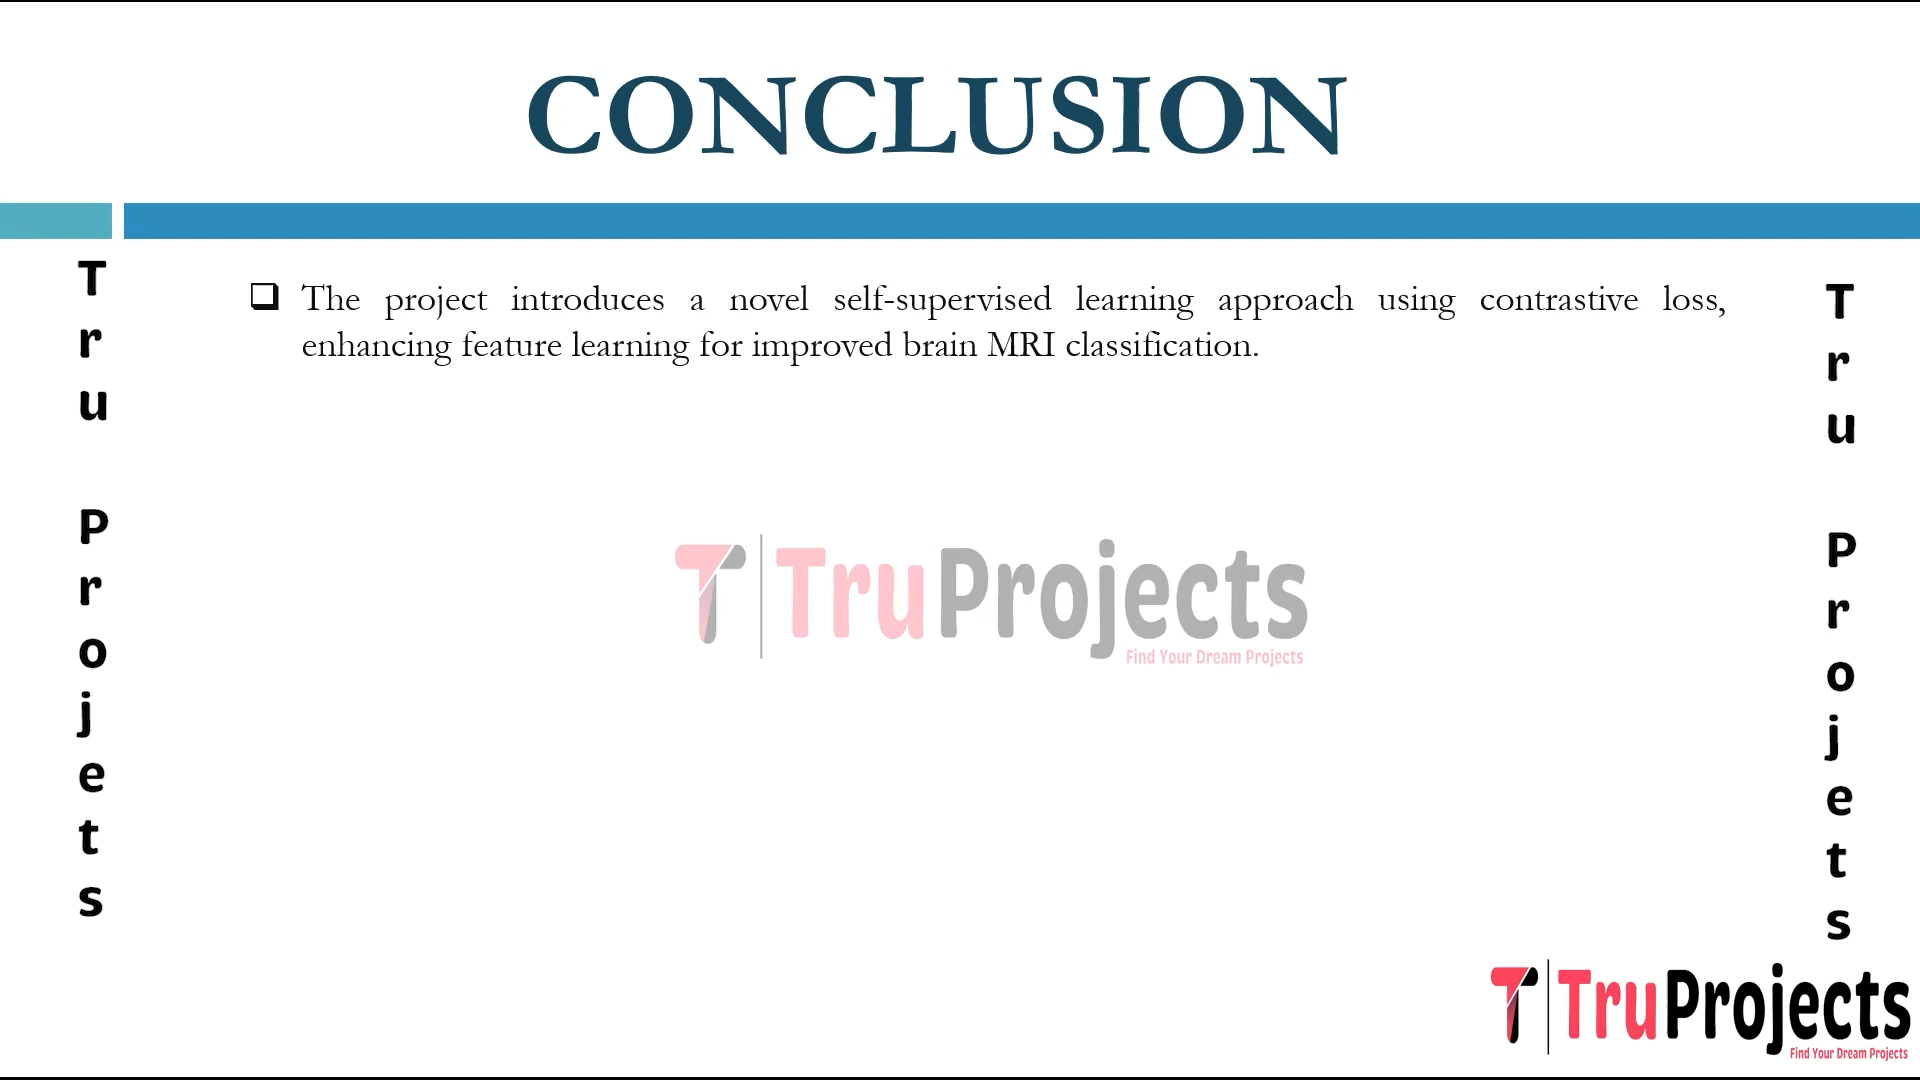 CONCLUSION
❑ The project introduces a novel self-supervised learning approach using contrastive loss,
enhancing feature learning for improved brain MRI classification.
T
r
u
P
r
o
j
e
t
s
TruProjects
Find Your Dream Projects
T
r
u
P
r
o
j
e
t
s
TruProjects
Find Your Dream Projects